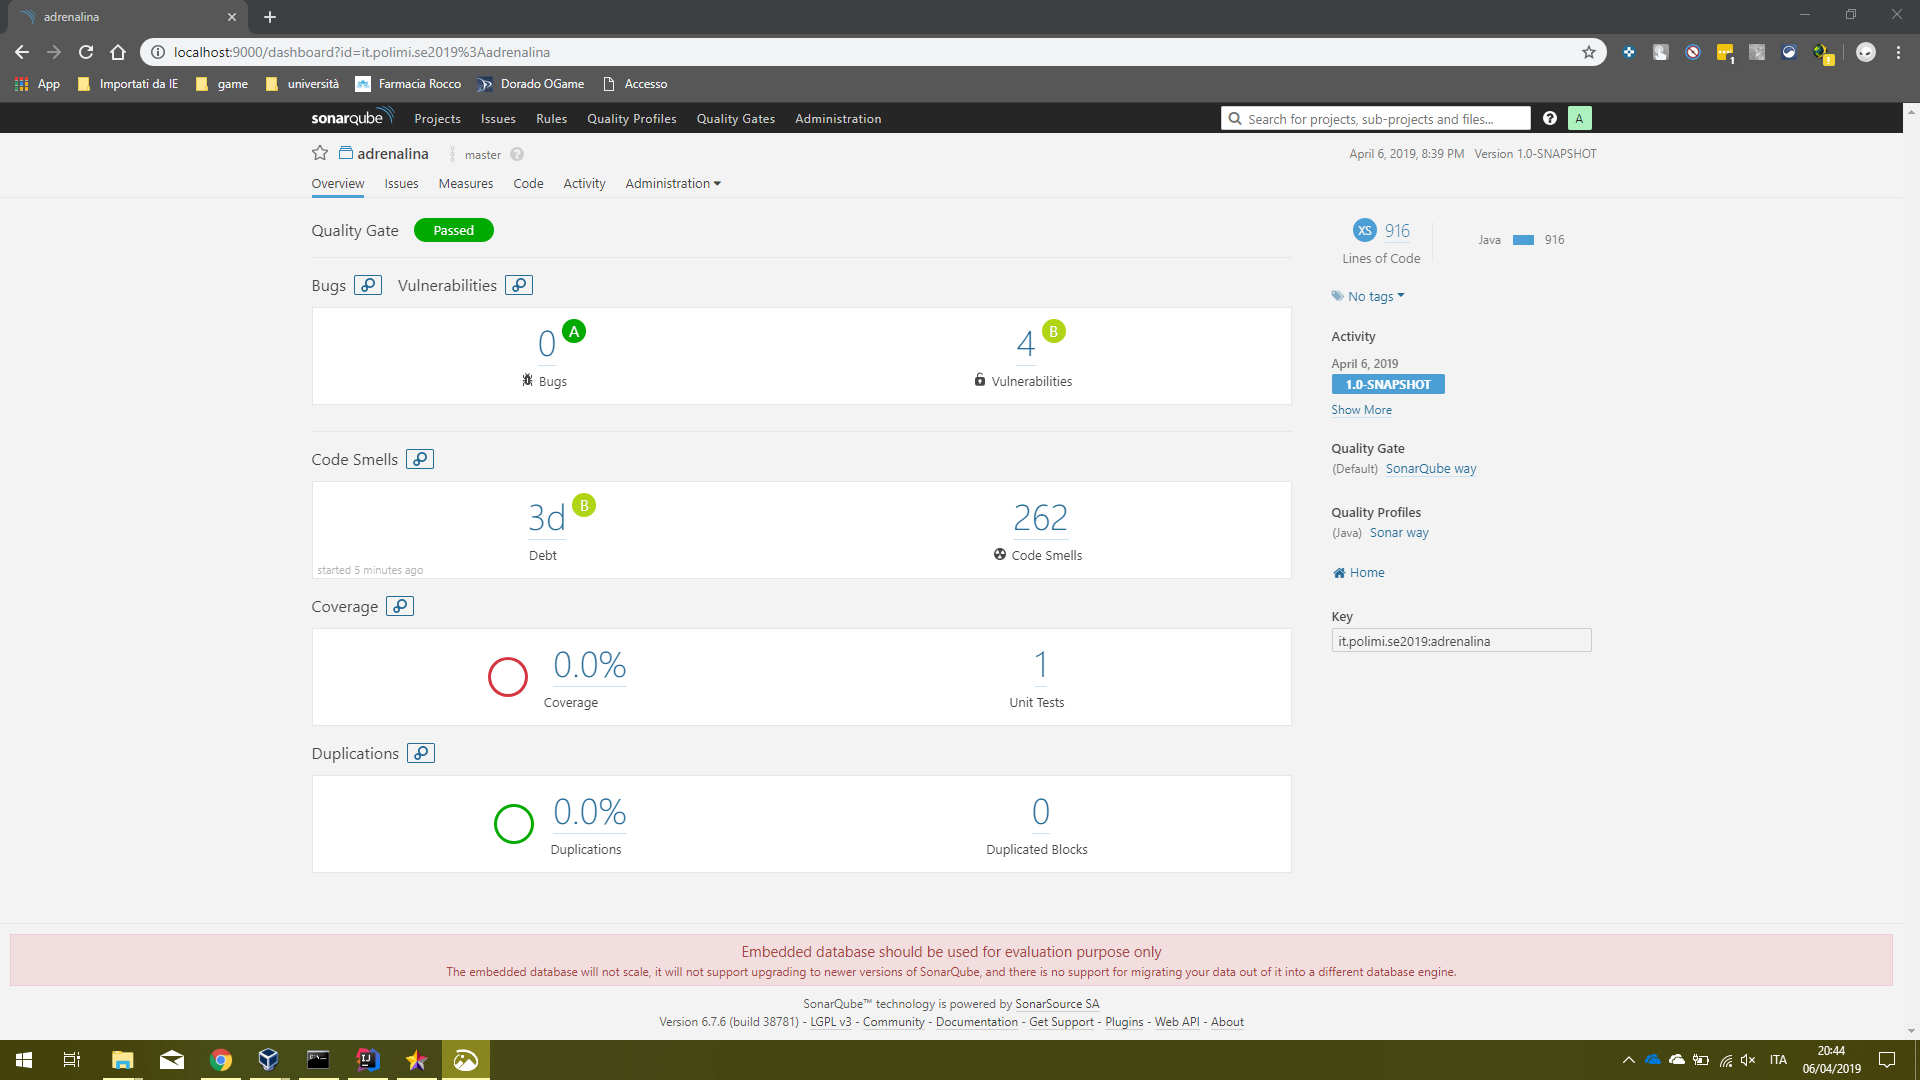 adrenalina
localhost:9000/dashboard?id=it.polimi.se2019%3Aadrenalina
App Importati da IE game università Farmacia Rocco Dorado OGame Accesso
sonarqube Projects Issues Rules Quality Profiles Quality Gates Administration Search for projects, sub-projects and files... A
adrenalina master April 6, 2019, 8:39 PM Version 1.0-SNAPSHOT
Overview Issues Measures Code Activity Administration
Quality Gate Passed
Bugs Vulnerabilities
0 A 4 B
Bugs Vulnerabilities
Code Smells
3d B 262
Debt Code Smells
started 5 minutes ago
Coverage
0.0% 1
Coverage Unit Tests
Duplications
0.0% 0
Duplications Duplicated Blocks
XS 916 Java 916
Lines of Code
No tags
Activity
April 6, 2019
1.0-SNAPSHOT
Show More
Quality Gate
(Default) SonarQube way
Quality Profiles
(Java) Sonar way
Home
Key
it.polimi.se2019:adrenalina
Embedded database should be used for evaluation purpose only
The embedded database will not scale, it will not support upgrading to newer versions of SonarQube, and there is no support for migrating your data out of it into a different database engine.
SonarQube™ technology is powered by SonarSource SA
Version 6.7.6 (build 38781) - LGPL v3 - Community - Documentation - Get Support - Plugins - Web API - About
ITA 20:44
06/04/2019